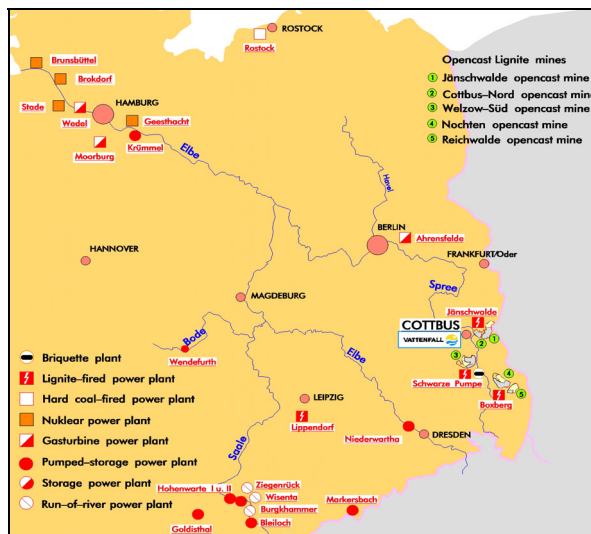 ROSTOCK
Rostock
Brunsbüttel
Brokdorf
Stade
Wedel
HAMBURG
Geesthacht
Moorburg
Krümmel
Elbe
Havel
Opencast Lignite mines
1 Jänschwalde opencast mine
2 Cottbus–Nord opencast mine
3 Welzow–Süd opencast mine
4 Nochten opencast mine
5 Reichwalde opencast mine
BERLIN
Ahrensfelde
HANNOVER
FRANKFURT/Oder
Spree
MAGDEBURG
Jänschwalde
COTTBUS
VATTENFALL
1
2
3
Bode
Wendefurth
Elbe
Schwarze Pumpe
4
5
Boxberg
LEIPZIG
Lippendorf
Niederwartha
DRESDEN
Saale
Briquette plant
Lignite–fired power plant
Hard coal–fired power plant
Nuklear power plant
Gasturbine power plant
Pumped–storage power plant
Storage power plant
Run–of–river power plant
Hohenwarte I u. II
Ziegenrück
Wisenta
Burgkhammer
Bleiloch
Goldisthal
Markersbach